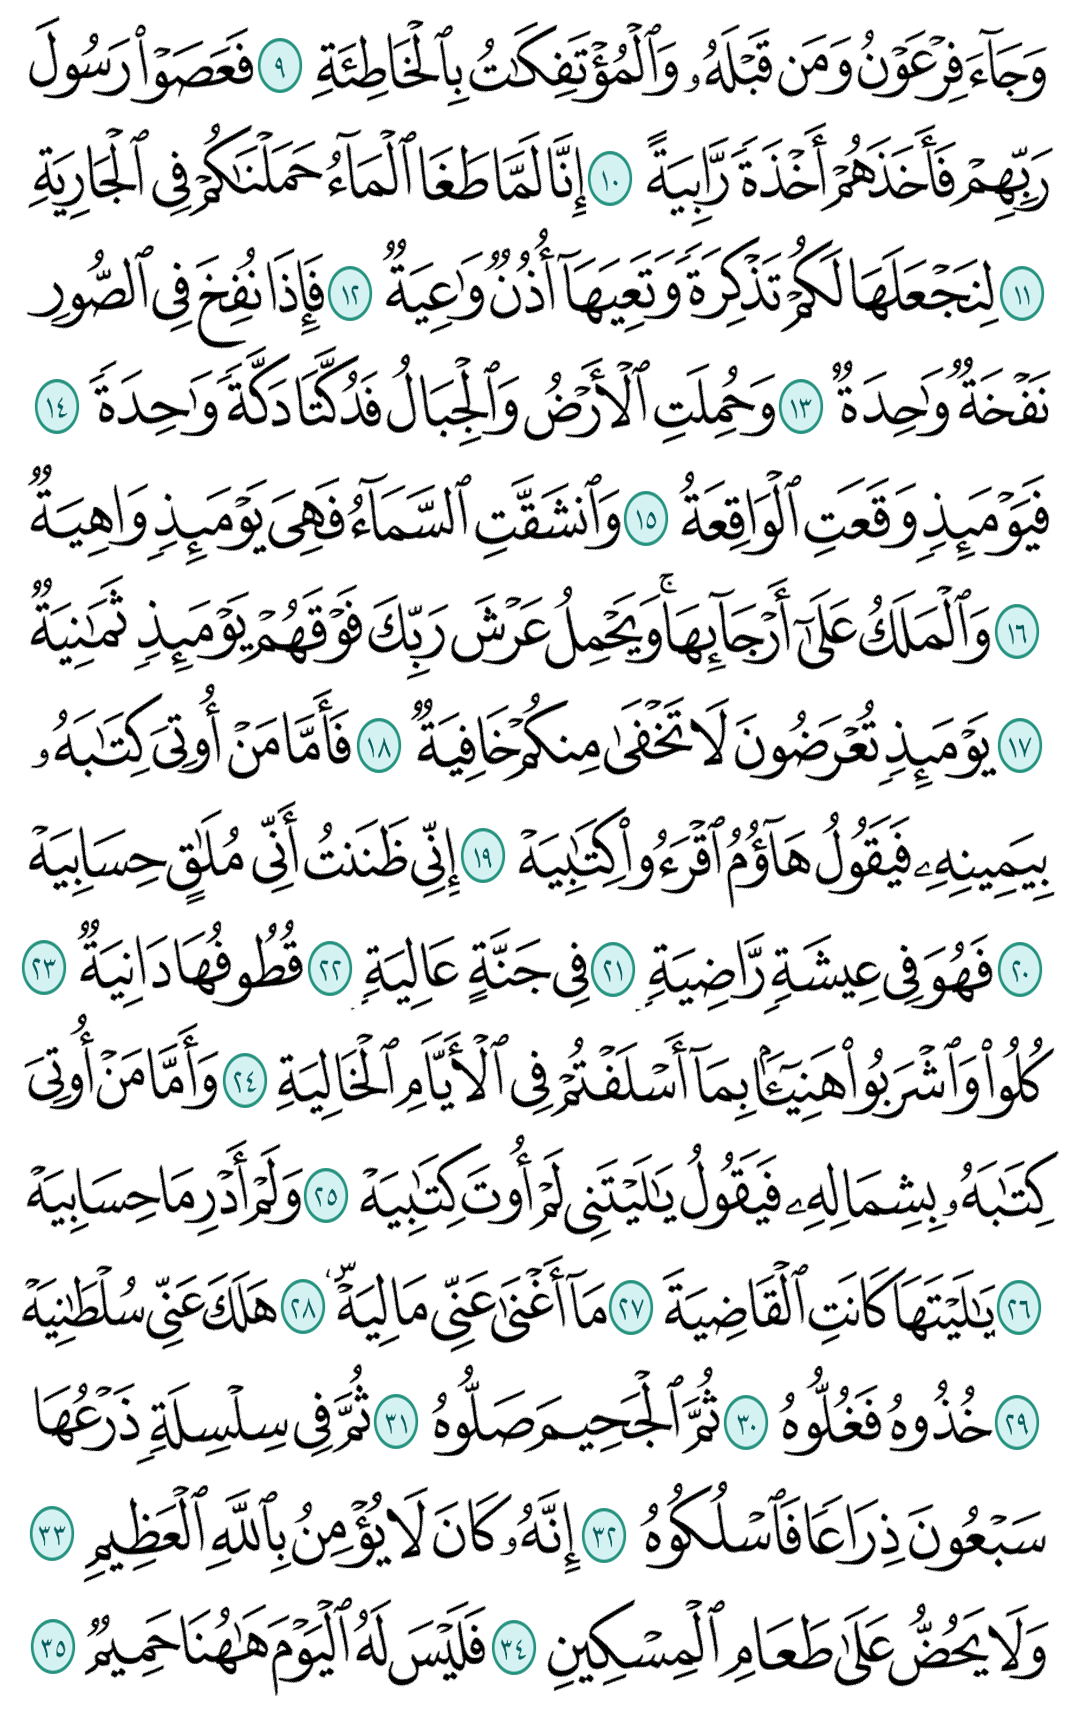 وَجَآءَ فِرْعَوْنُ وَمَن قَبْلَهُۥ وَٱلْمُؤْتَفِكَٰتُ بِٱلْخَاطِئَةِ ٩ فَعَصَوْا۟ رَسُولَ
رَبِّهِمْ فَأَخَذَهُمْ أَخْذَةً رَّابِيَةً ١٠ إِنَّا لَمَّا طَغَا ٱلْمَآءُ حَمَلْنَٰكُمْ فِى ٱلْجَارِيَةِ
١١ لِنَجْعَلَهَا لَكُمْ تَذْكِرَةً وَتَعِيَهَآ أُذُنٌ وَٰعِيَةٌ ١٢ فَإِذَا نُفِخَ فِى ٱلصُّورِ
نَفْخَةٌ وَٰحِدَةٌ ١٣ وَحُمِلَتِ ٱلْأَرْضُ وَٱلْجِبَالُ فَدُكَّتَا دَكَّةً وَٰحِدَةً ١٤
فَيَوْمَئِذٍ وَقَعَتِ ٱلْوَاقِعَةُ ١٥ وَٱنشَقَّتِ ٱلسَّمَآءُ فَهِىَ يَوْمَئِذٍ وَاهِيَةٌ
١٦ وَٱلْمَلَكُ عَلَىٰٓ أَرْجَآئِهَا ۚ وَيَحْمِلُ عَرْشَ رَبِّكَ فَوْقَهُمْ يَوْمَئِذٍ ثَمَٰنِيَةٌ
١٧ يَوْمَئِذٍ تُعْرَضُونَ لَا تَخْفَىٰ مِنكُمْ خَافِيَةٌ ١٨ فَأَمَّا مَنْ أُوتِىَ كِتَٰبَهُۥ
بِيَمِينِهِۦ فَيَقُولُ هَآؤُمُ ٱقْرَءُوا۟ كِتَٰبِيَهْ ١٩ إِنِّى ظَنَنتُ أَنِّى مُلَٰقٍ حِسَابِيَهْ
٢٠ فَهُوَ فِى عِيشَةٍ رَّاضِيَةٍ ٢١ فِى جَنَّةٍ عَالِيَةٍ ٢٢ قُطُوفُهَا دَانِيَةٌ ٢٣
كُلُوا۟ وَٱشْرَبُوا۟ هَنِيٓـًٔۢا بِمَآ أَسْلَفْتُمْ فِى ٱلْأَيَّامِ ٱلْخَالِيَةِ ٢٤ وَأَمَّا مَنْ أُوتِىَ
كِتَٰبَهُۥ بِشِمَالِهِۦ فَيَقُولُ يَٰلَيْتَنِى لَمْ أُوتَ كِتَٰبِيَهْ ٢٥ وَلَمْ أَدْرِ مَا حِسَابِيَهْ
٢٦ يَٰلَيْتَهَا كَانَتِ ٱلْقَاضِيَةَ ٢٧ مَآ أَغْنَىٰ عَنِّى مَالِيَهْ ۜ ٢٨ هَلَكَ عَنِّى سُلْطَٰنِيَهْ
٢٩ خُذُوهُ فَغُلُّوهُ ٣٠ ثُمَّ ٱلْجَحِيمَ صَلُّوهُ ٣١ ثُمَّ فِى سِلْسِلَةٍ ذَرْعُهَا
سَبْعُونَ ذِرَاعًا فَٱسْلُكُوهُ ٣٢ إِنَّهُۥ كَانَ لَا يُؤْمِنُ بِٱللَّهِ ٱلْعَظِيمِ ٣٣
وَلَا يَحُضُّ عَلَىٰ طَعَامِ ٱلْمِسْكِينِ ٣٤ فَلَيْسَ لَهُ ٱلْيَوْمَ هَٰهُنَا حَمِيمٌ ٣٥